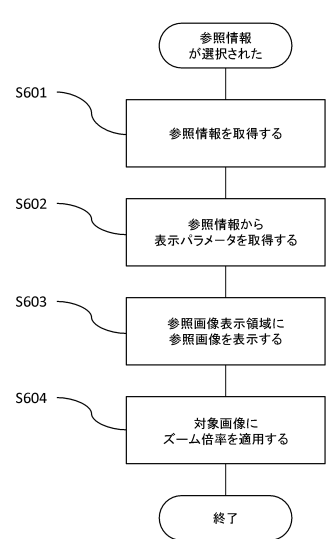 参照情報
が選択された
S601
参照情報を取得する
S602
参照情報から
表示パラメータを取得する
S603
参照画像表示領域に
参照画像を表示する
S604
対象画像に
ズーム倍率を適用する
終了